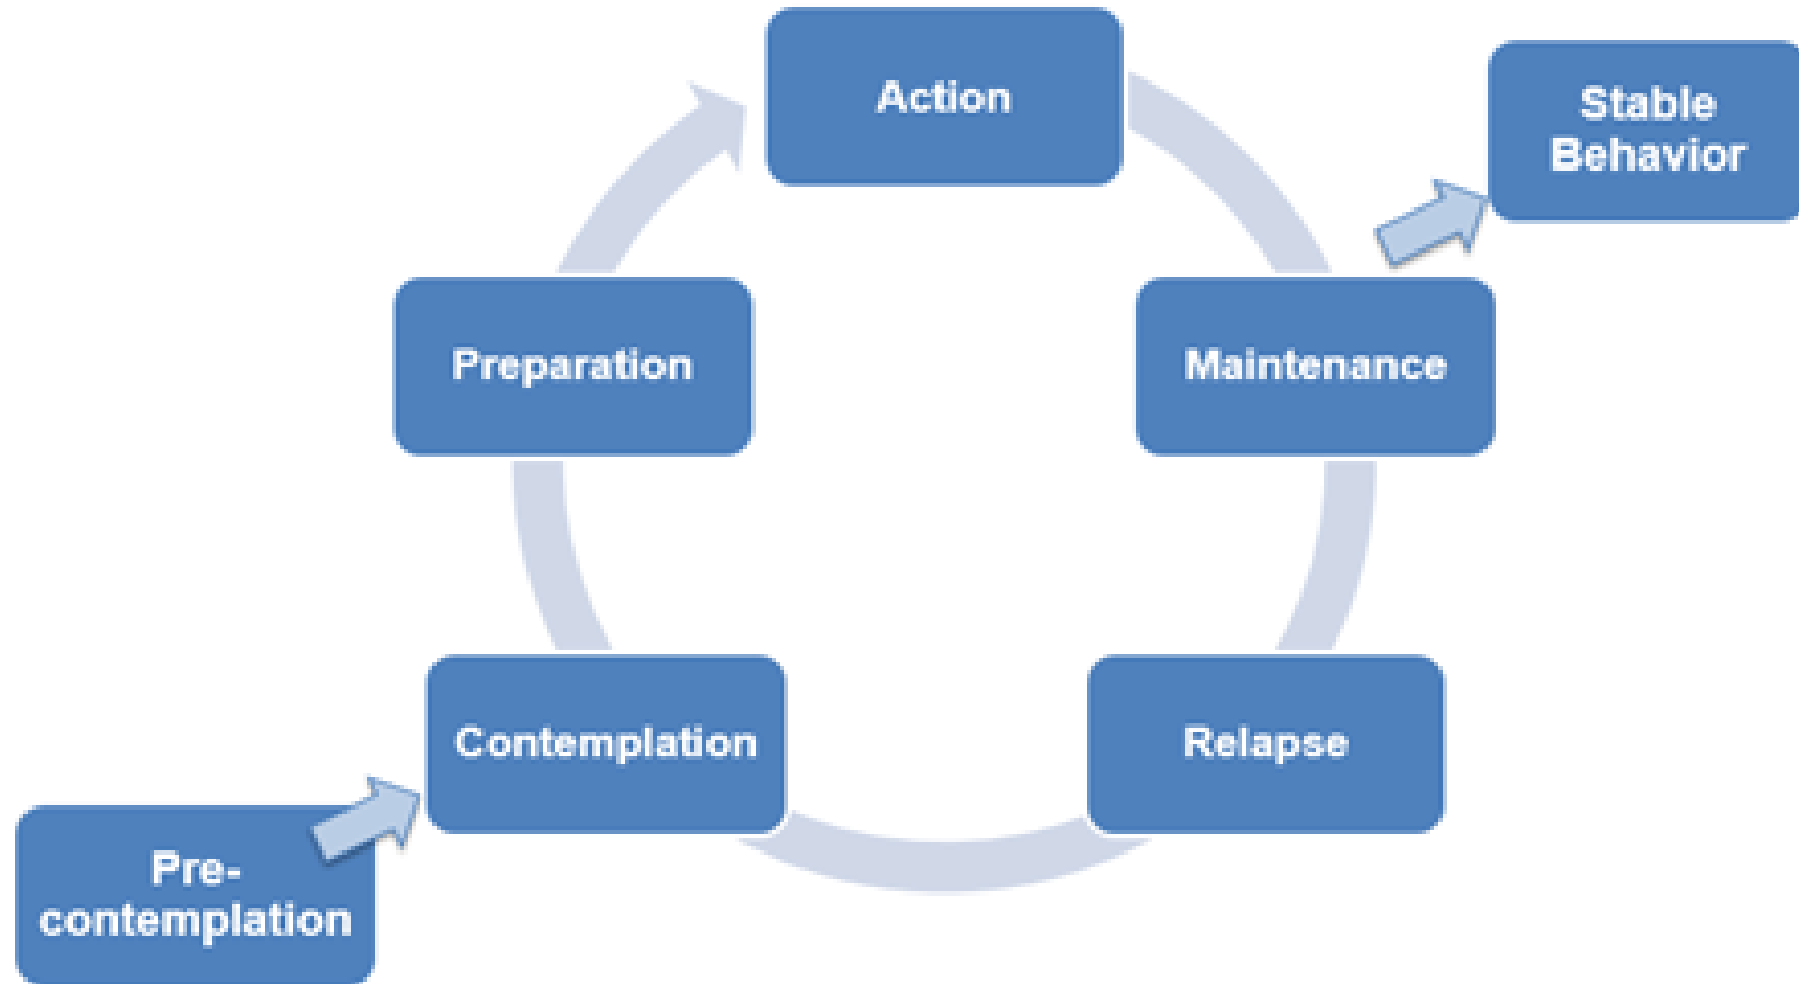 Action
Stable
Behavior
Preparation
Maintenance
Contemplation
Relapse
Pre-
contemplation